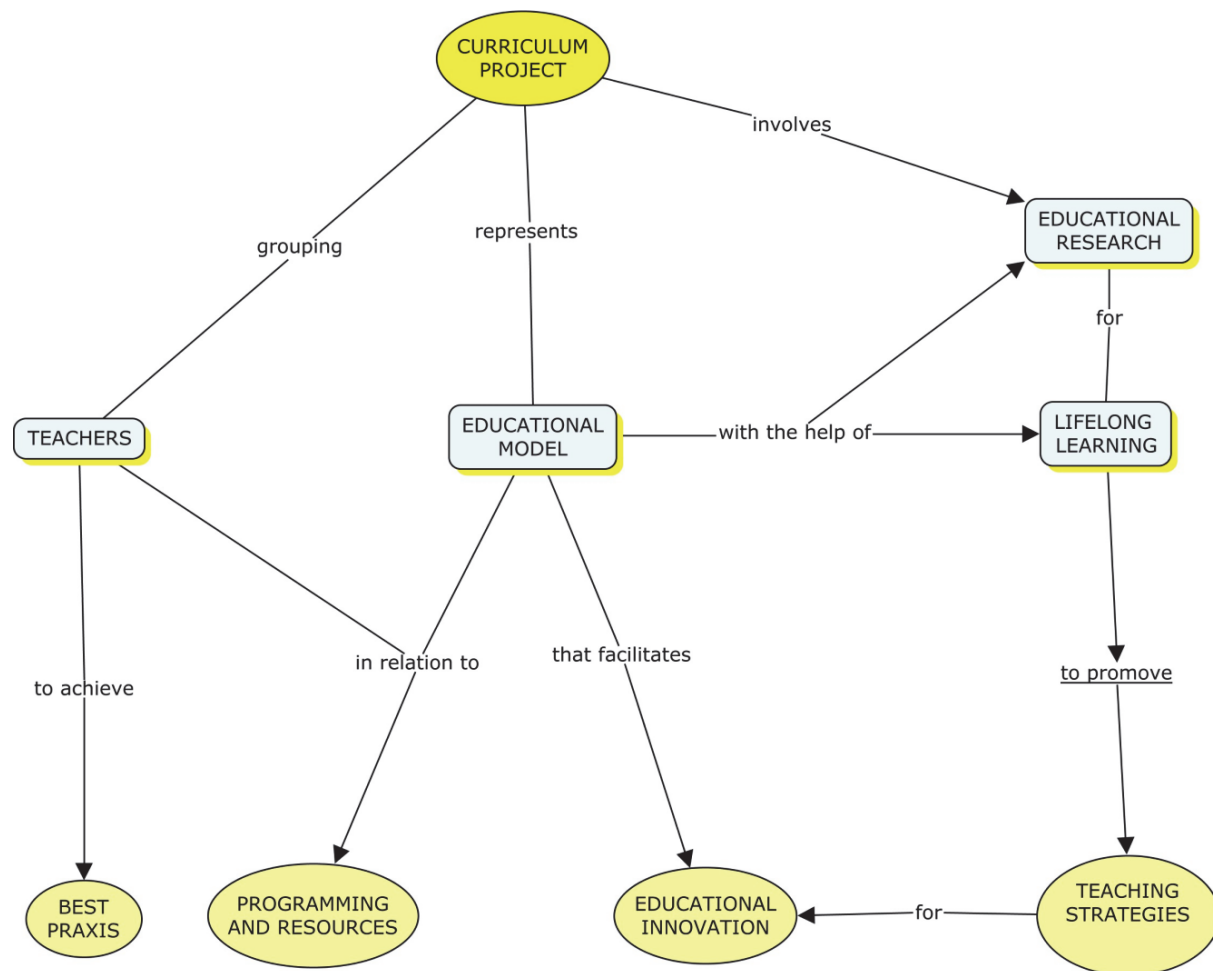 CURRICULUM
PROJECT
involves
EDUCATIONAL
RESEARCH
represents
grouping
for
TEACHERS
EDUCATIONAL
MODEL
with the help of
LIFELONG
LEARNING
in relation to
that facilitates
to promove
to achieve
BEST
PRAXIS
PROGRAMMING
AND RESOURCES
EDUCATIONAL
INNOVATION
for
TEACHING
STRATEGIES